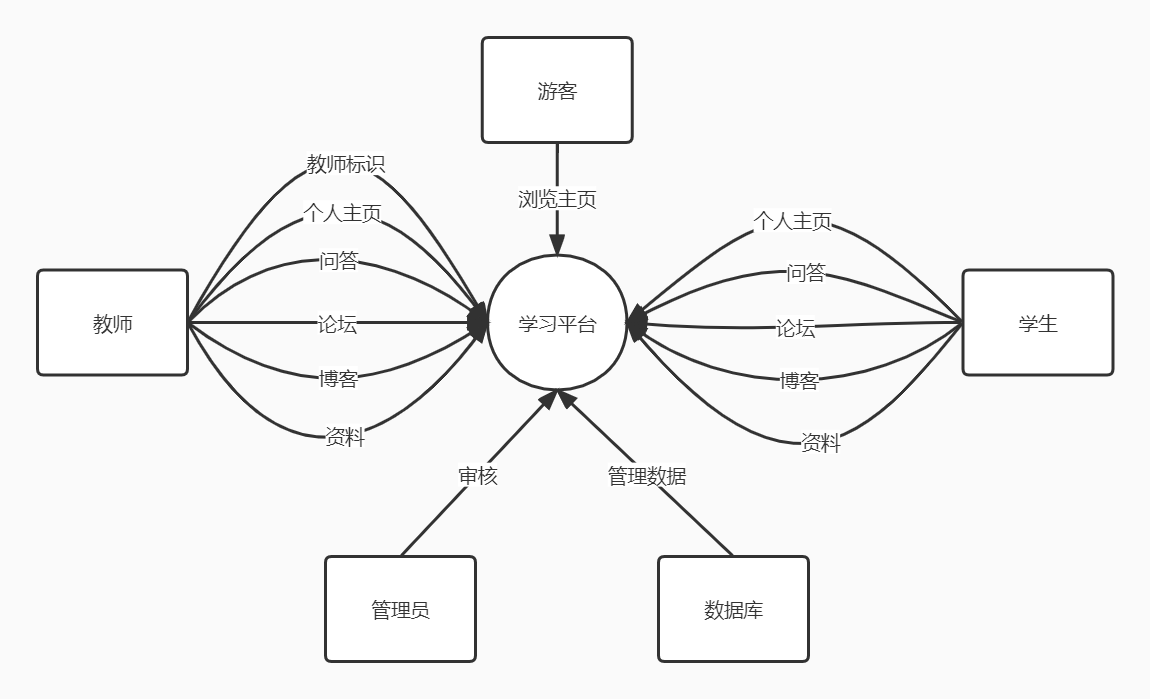 游客
教师标识
浏览主页
个人主页
个人主页
问答
问答
教师
论坛
学习平台
论坛
学生
博客
博客
资料
资料
审核
管理数据
管理员
数据库